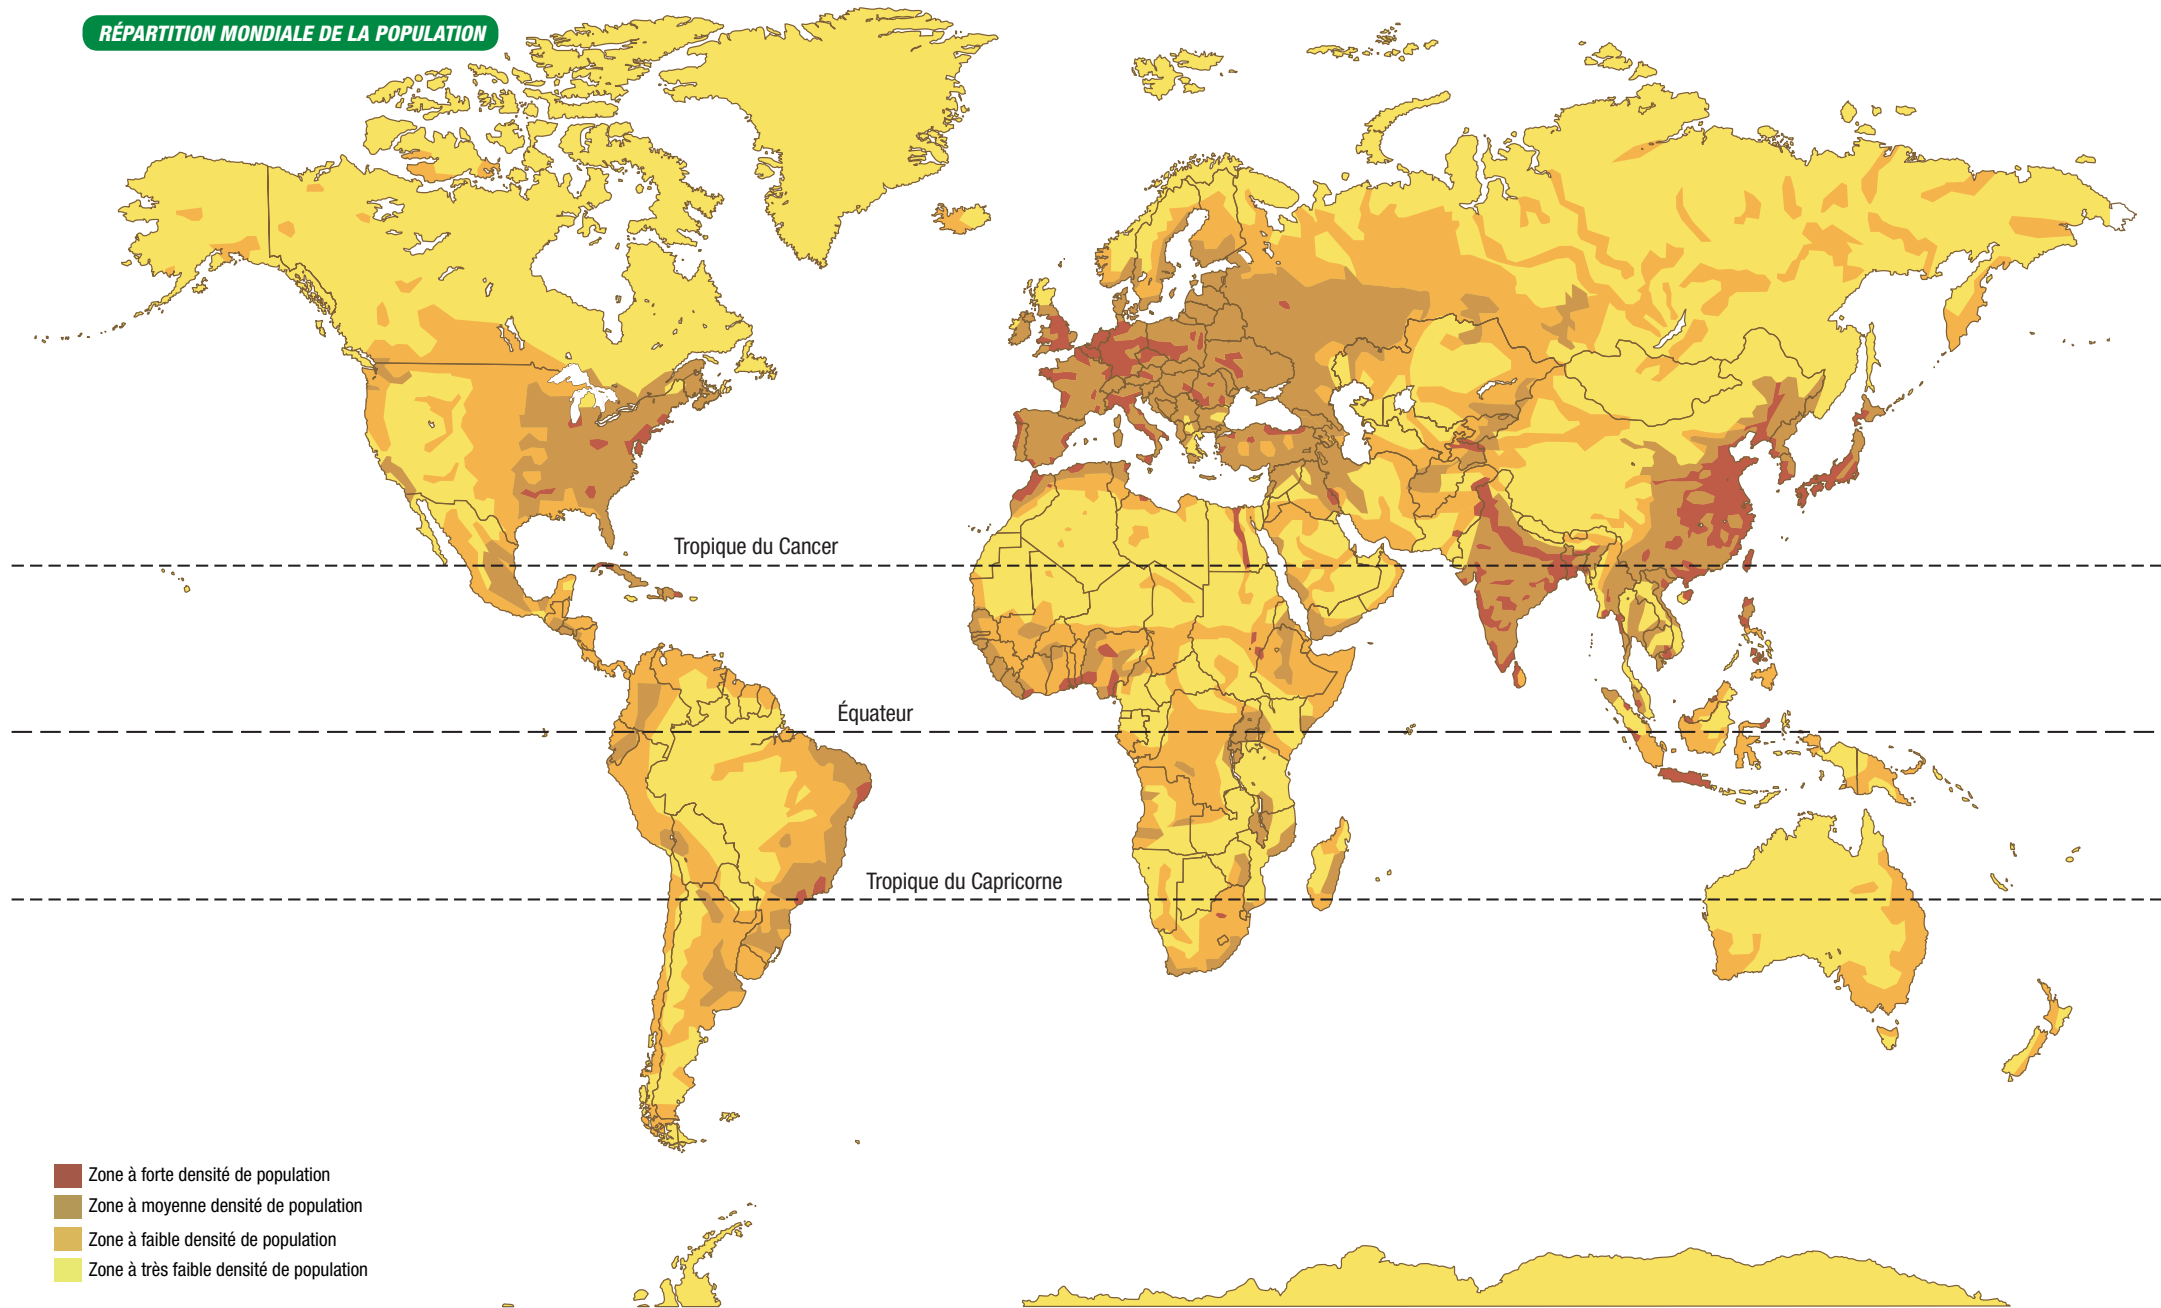 RÉPARTITION MONDIALE DE LA POPULATION
Tropique du Cancer
Équateur
Tropique du Capricorne
Zone à forte densité de population
Zone à moyenne densité de population
Zone à faible densité de population
Zone à très faible densité de population